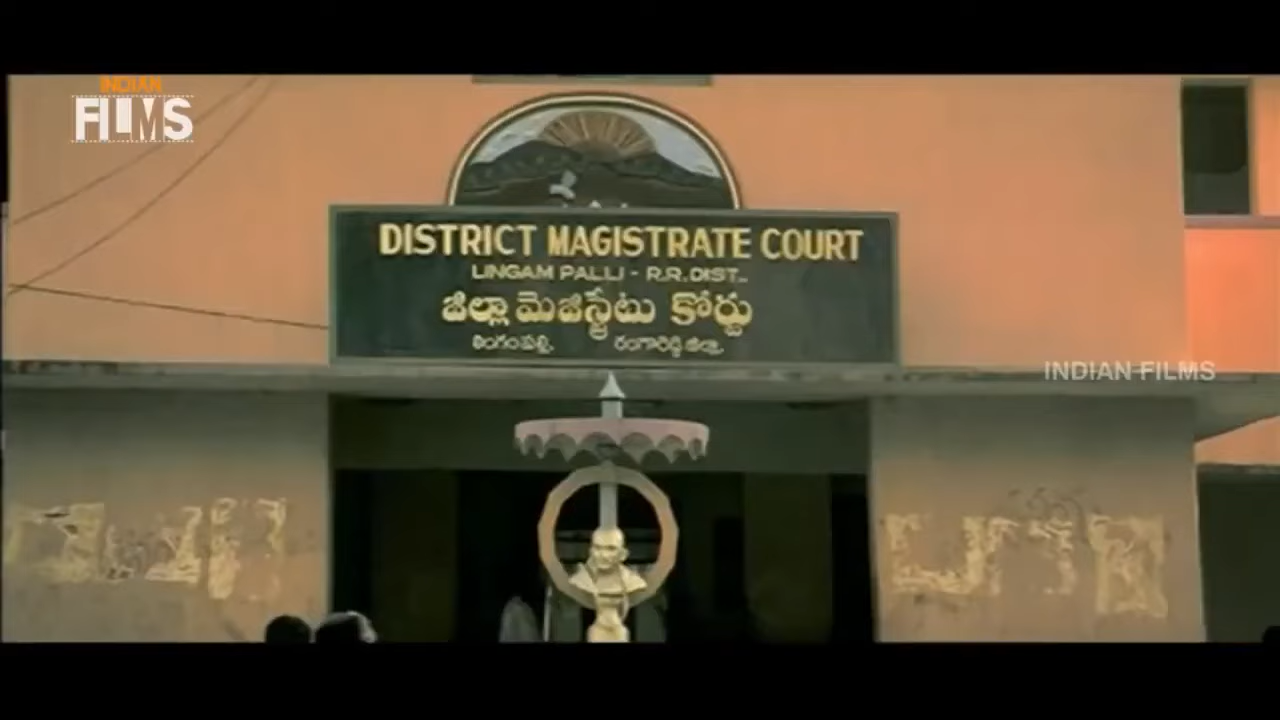 INDIAN
FILMS
DISTRICT MAGISTRATE COURT
LINGAM PALLI - R.R. DIST..
జిల్లా మెజిస్ట్రేటు కోర్టు
లింగంపల్లి, రంగారెడ్డి జిల్లా,
INDIAN FILMS